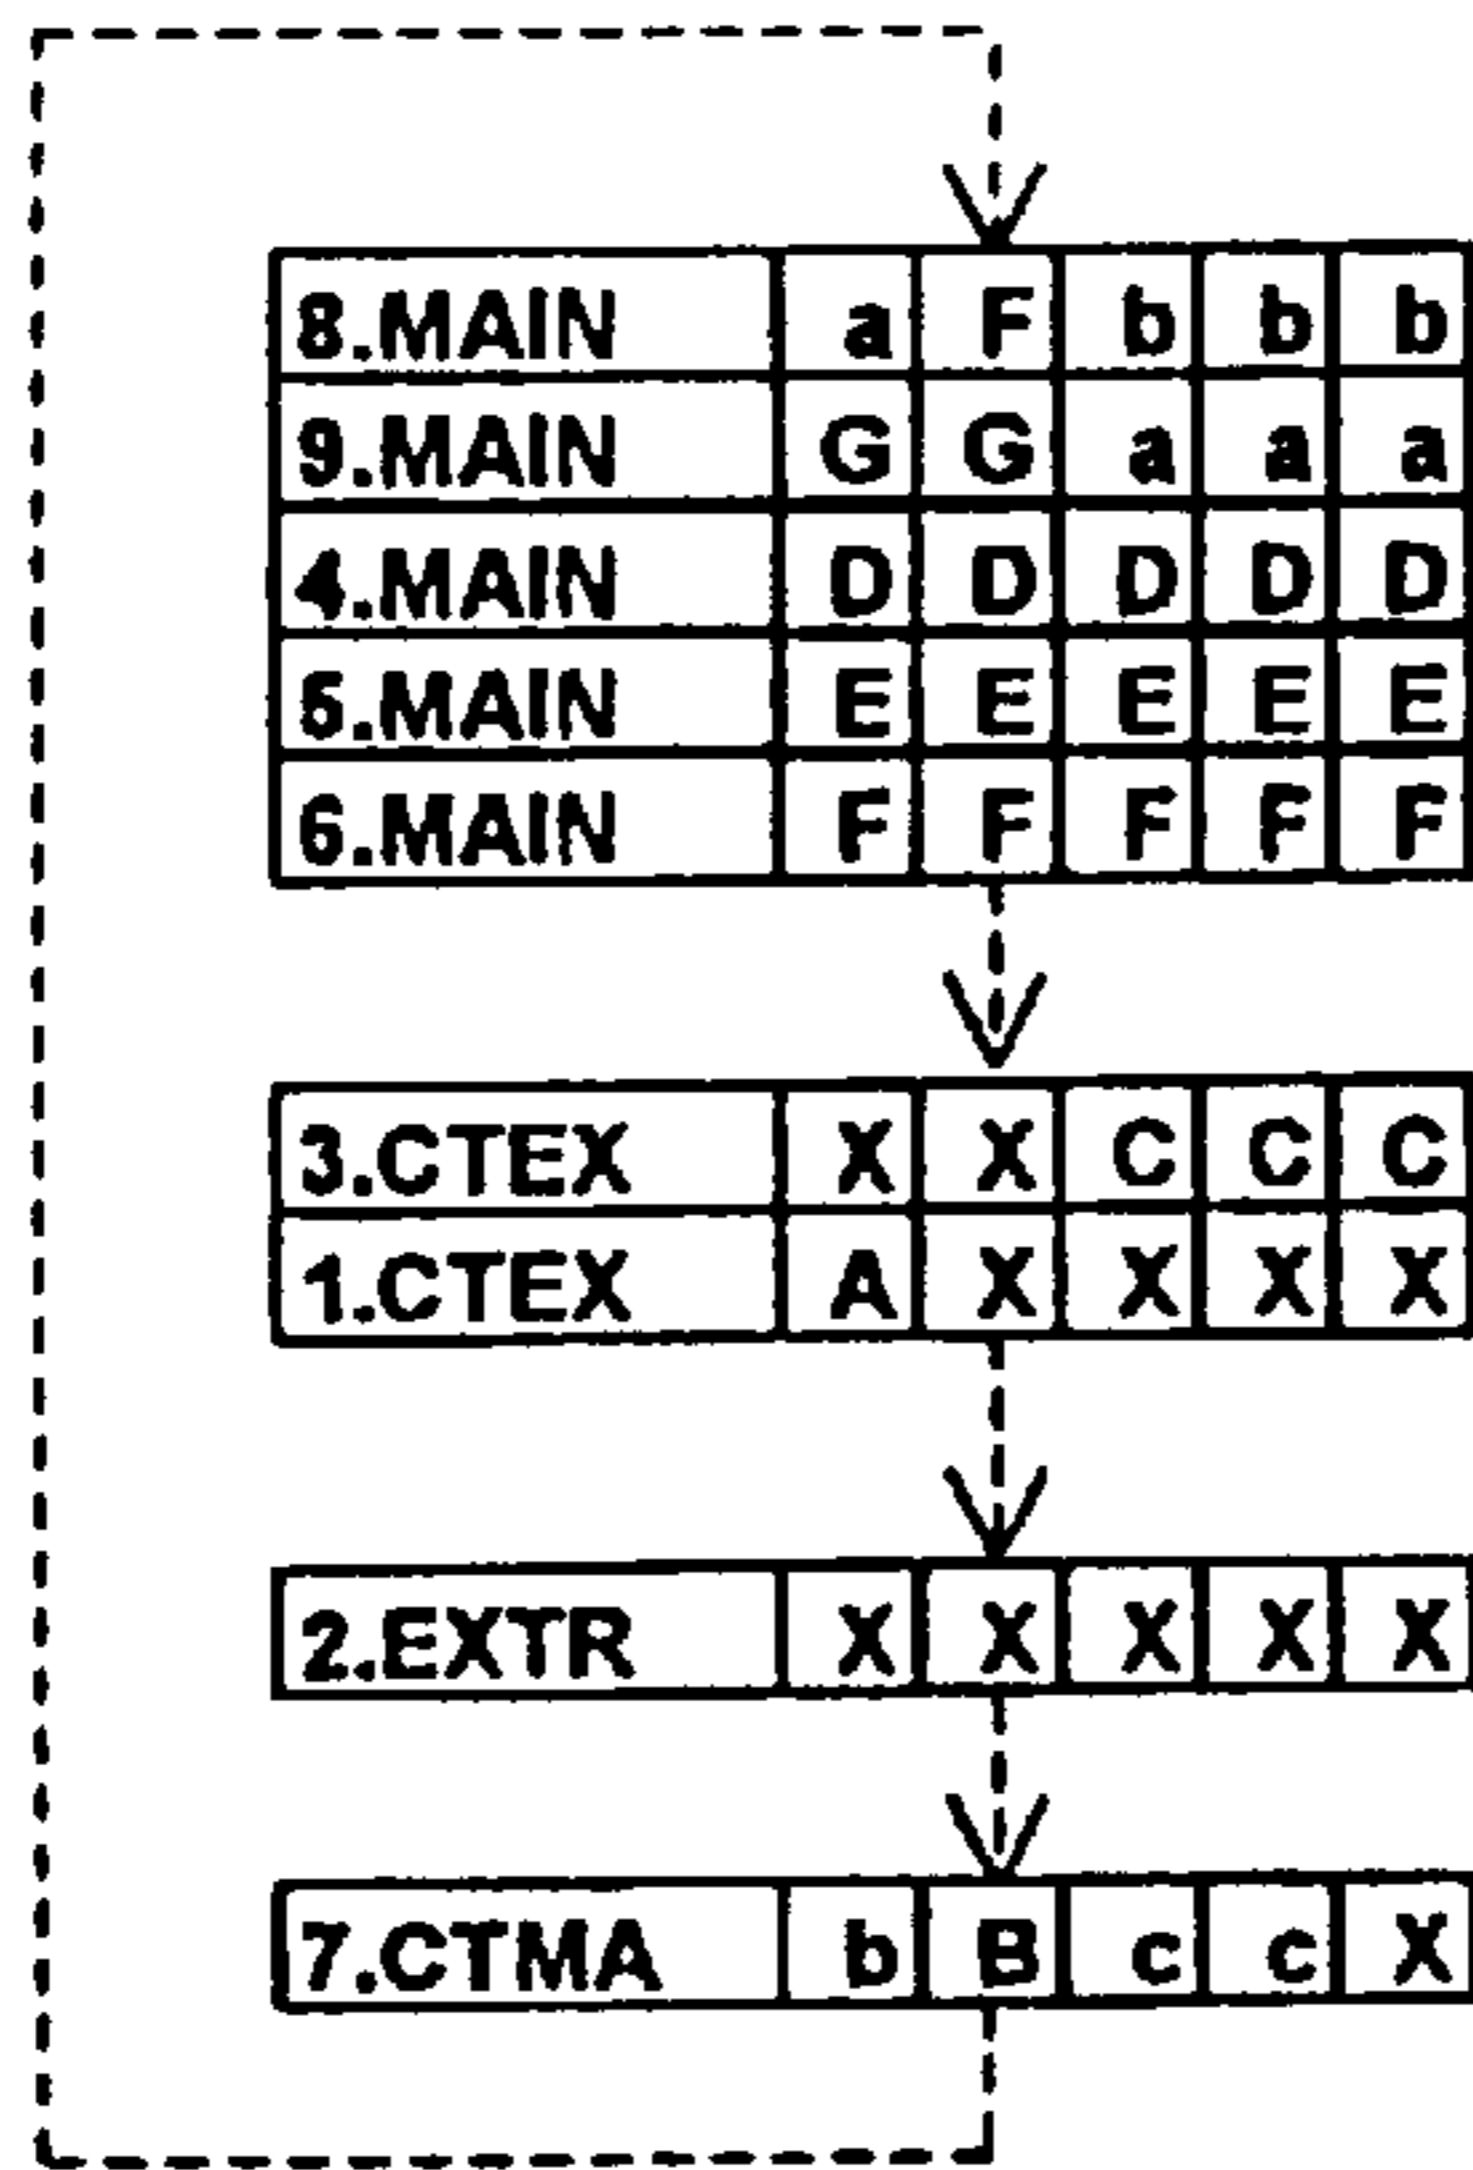 8.MAIN a F b b b
9.MAIN G G a a a
4.MAIN D D D D D
5.MAIN E E E E E
6.MAIN F F F F F
3.CTEX X X C C C
1.CTEX A X X X X
2.EXTR X X X X X
7.CTMA b B c c X